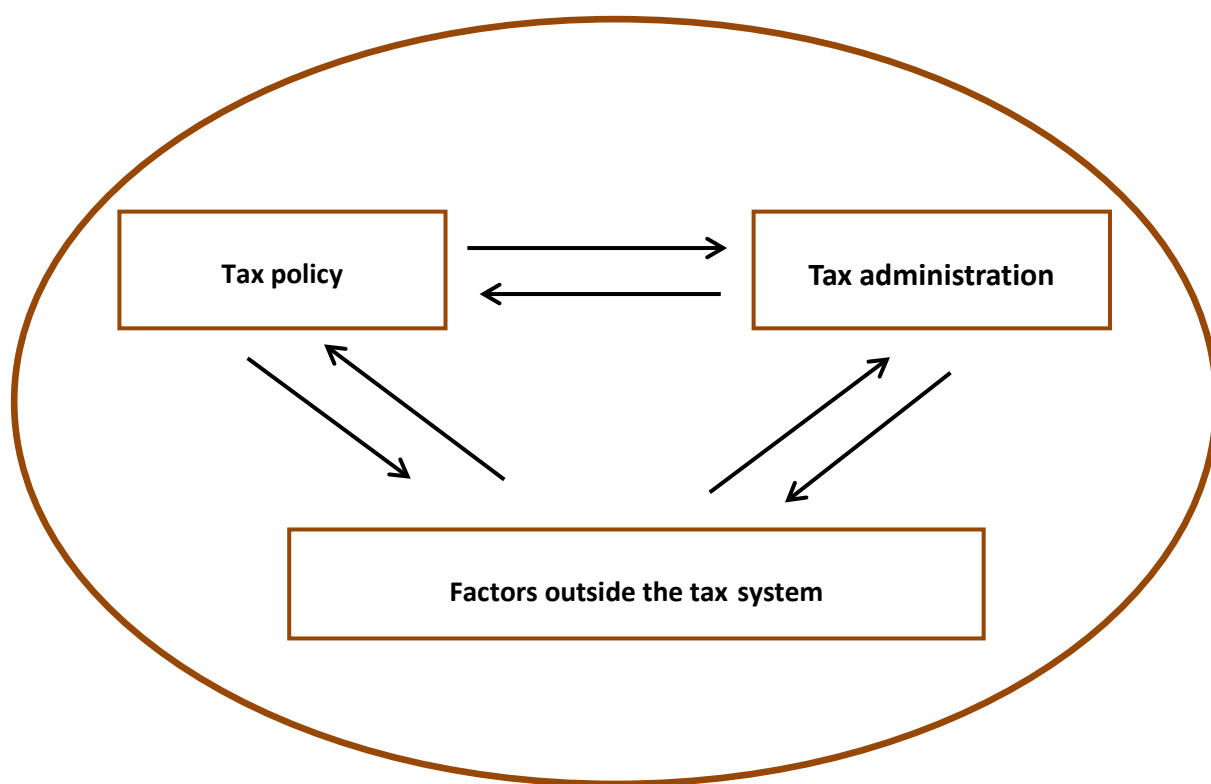 Tax policy
Tax administration
Factors outside the tax system